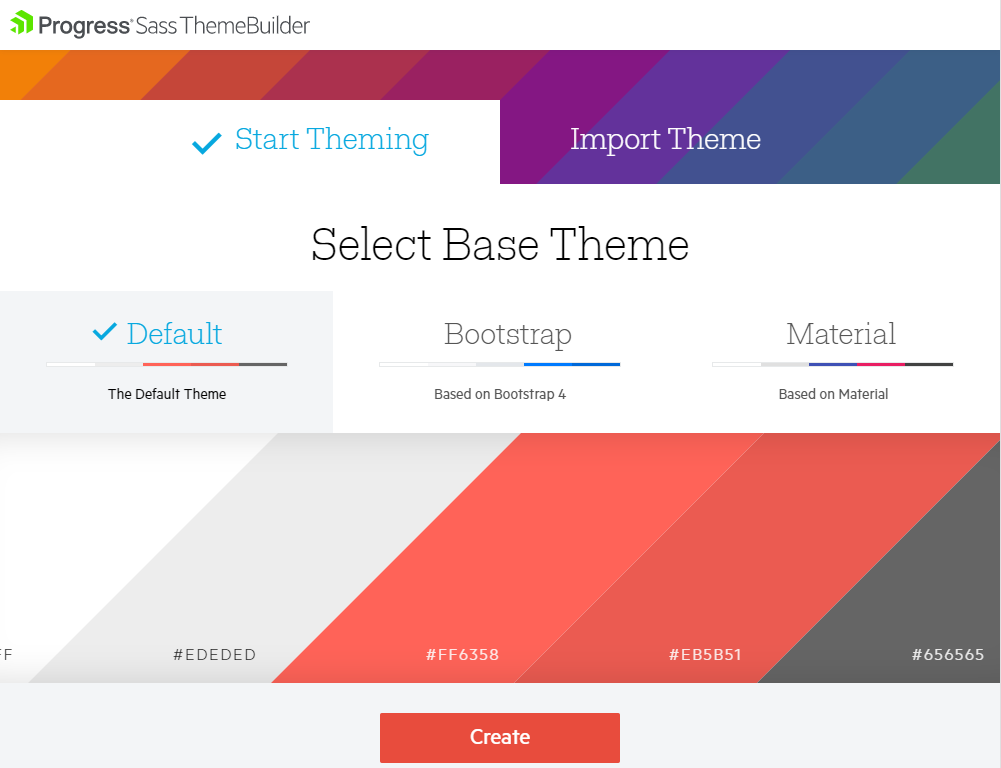 Progress® Sass ThemeBuilder
Start Theming
Import Theme
Select Base Theme
Default
Bootstrap
Material
The Default Theme
Based on Bootstrap 4
Based on Material
FF
#EDEDED
#FF6358
#EB5B51
#656565
Create